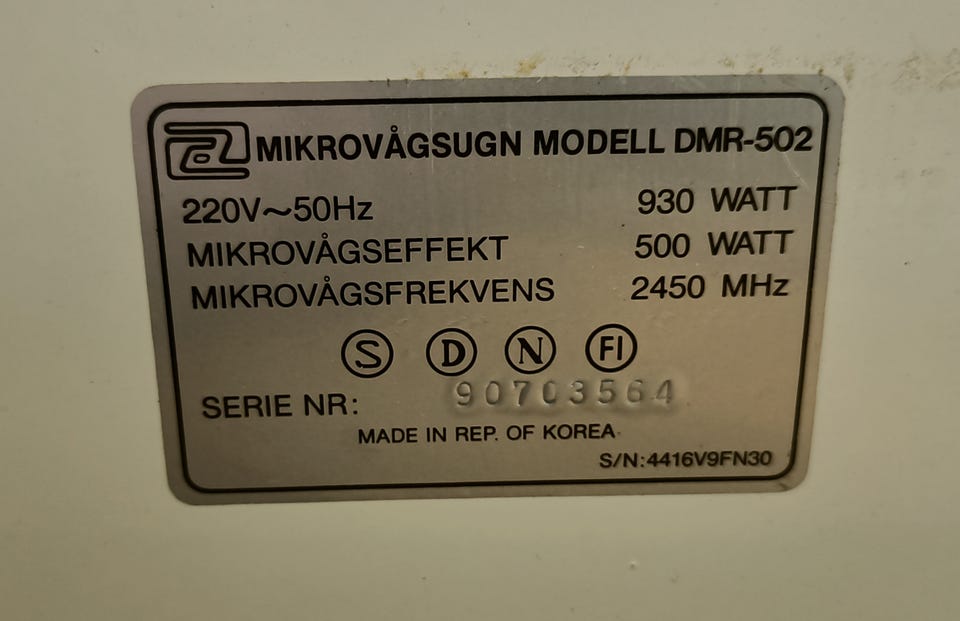 MIKROVÅGSUGN MODELL DMR-502
220V~50Hz 930 WATT
MIKROVÅGSEFFEKT 500 WATT
MIKROVÅGSFREKVENS 2450 MHz
S D N FI
SERIE NR: 90703564
MADE IN REP. OF KOREA
S/N:4416V9FN30